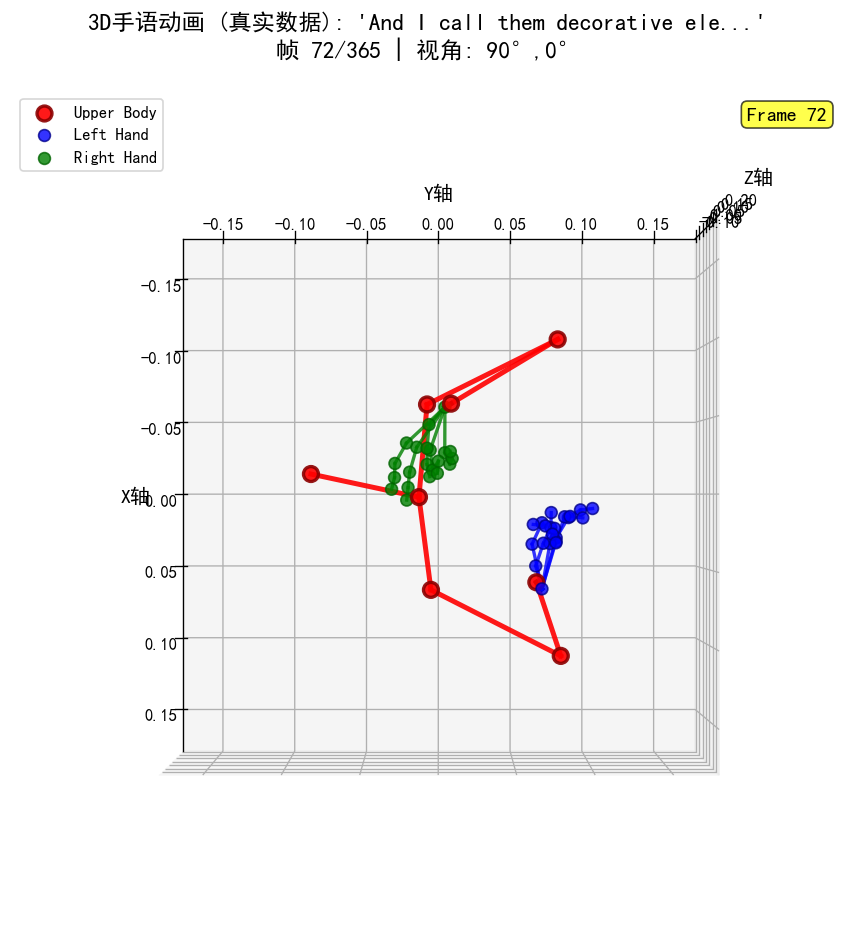 3D手语动画 (真实数据): 'And I call them decorative ele...'
帧 72/365 | 视角: 90°,0°
Upper Body
Left Hand
Right Hand
Frame 72
Z轴
Y轴
-0.15
-0.10
-0.05
0.00
0.05
0.10
0.15
-0.15
-0.10
-0.05
X轴
0.00
0.05
0.10
0.15